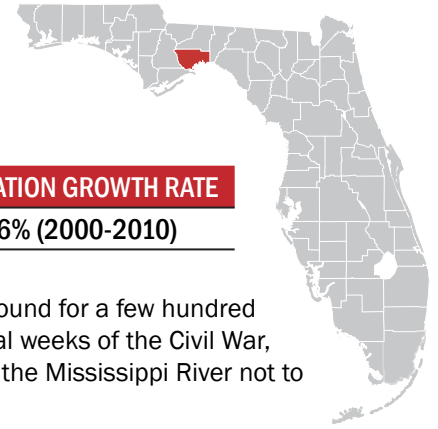 ATION GROWTH RATE
6% (2000-2010)
ound for a few hundred
al weeks of the Civil War,
the Mississippi River not to